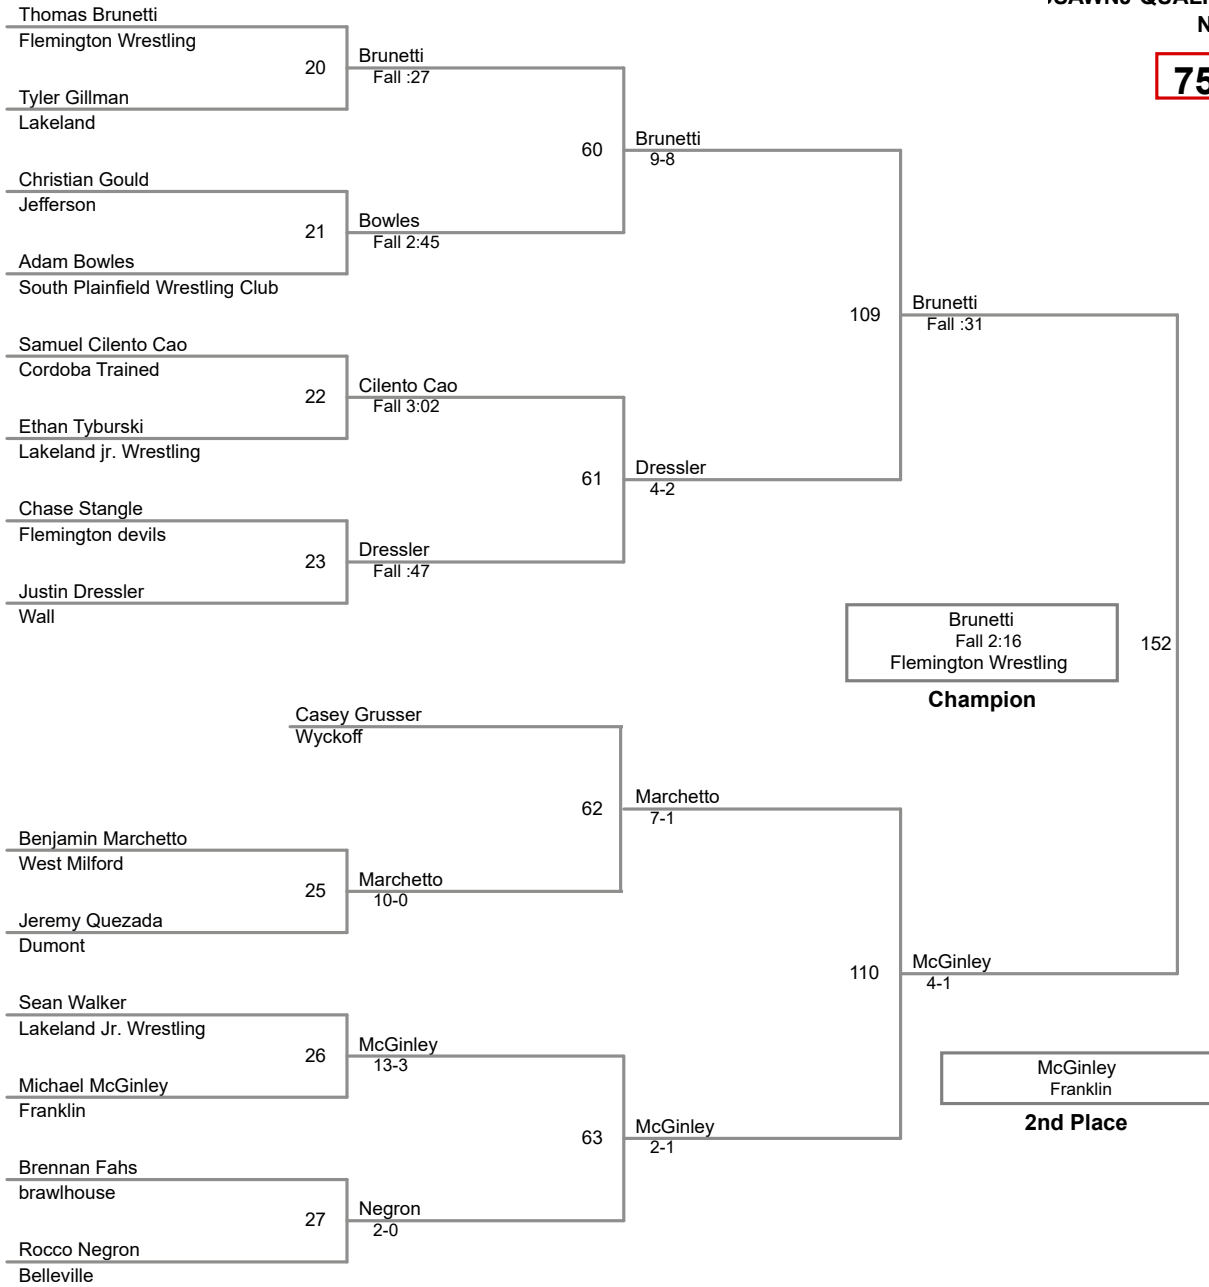 Thomas Brunetti
Flemington Wrestling
20
Brunetti
Fall :27
Tyler Gillman
Lakeland
60
Brunetti
9-8
Christian Gould
Jefferson
21
Bowles
Fall 2:45
Adam Bowles
South Plainfield Wrestling Club
109
Brunetti
Fall :31
Samuel Cilento Cao
Cordoba Trained
22
Cilento Cao
Fall 3:02
Ethan Tyburski
Lakeland jr. Wrestling
61
Dressler
4-2
Chase Stangle
Flemington devils
23
Dressler
Fall :47
Justin Dressler
Wall
Brunetti
Fall 2:16
Flemington Wrestling
Champion
152
Casey Grusser
Wyckoff
62
Marchetto
7-1
Benjamin Marchetto
West Milford
25
Marchetto
10-0
Jeremy Quezada
Dumont
110
McGinley
4-1
Sean Walker
Lakeland Jr. Wrestling
26
McGinley
13-3
Michael McGinley
Franklin
McGinley
Franklin
2nd Place
63
McGinley
2-1
Brennan Fahs
brawlhouse
27
Negron
2-0
Rocco Negron
Belleville
75